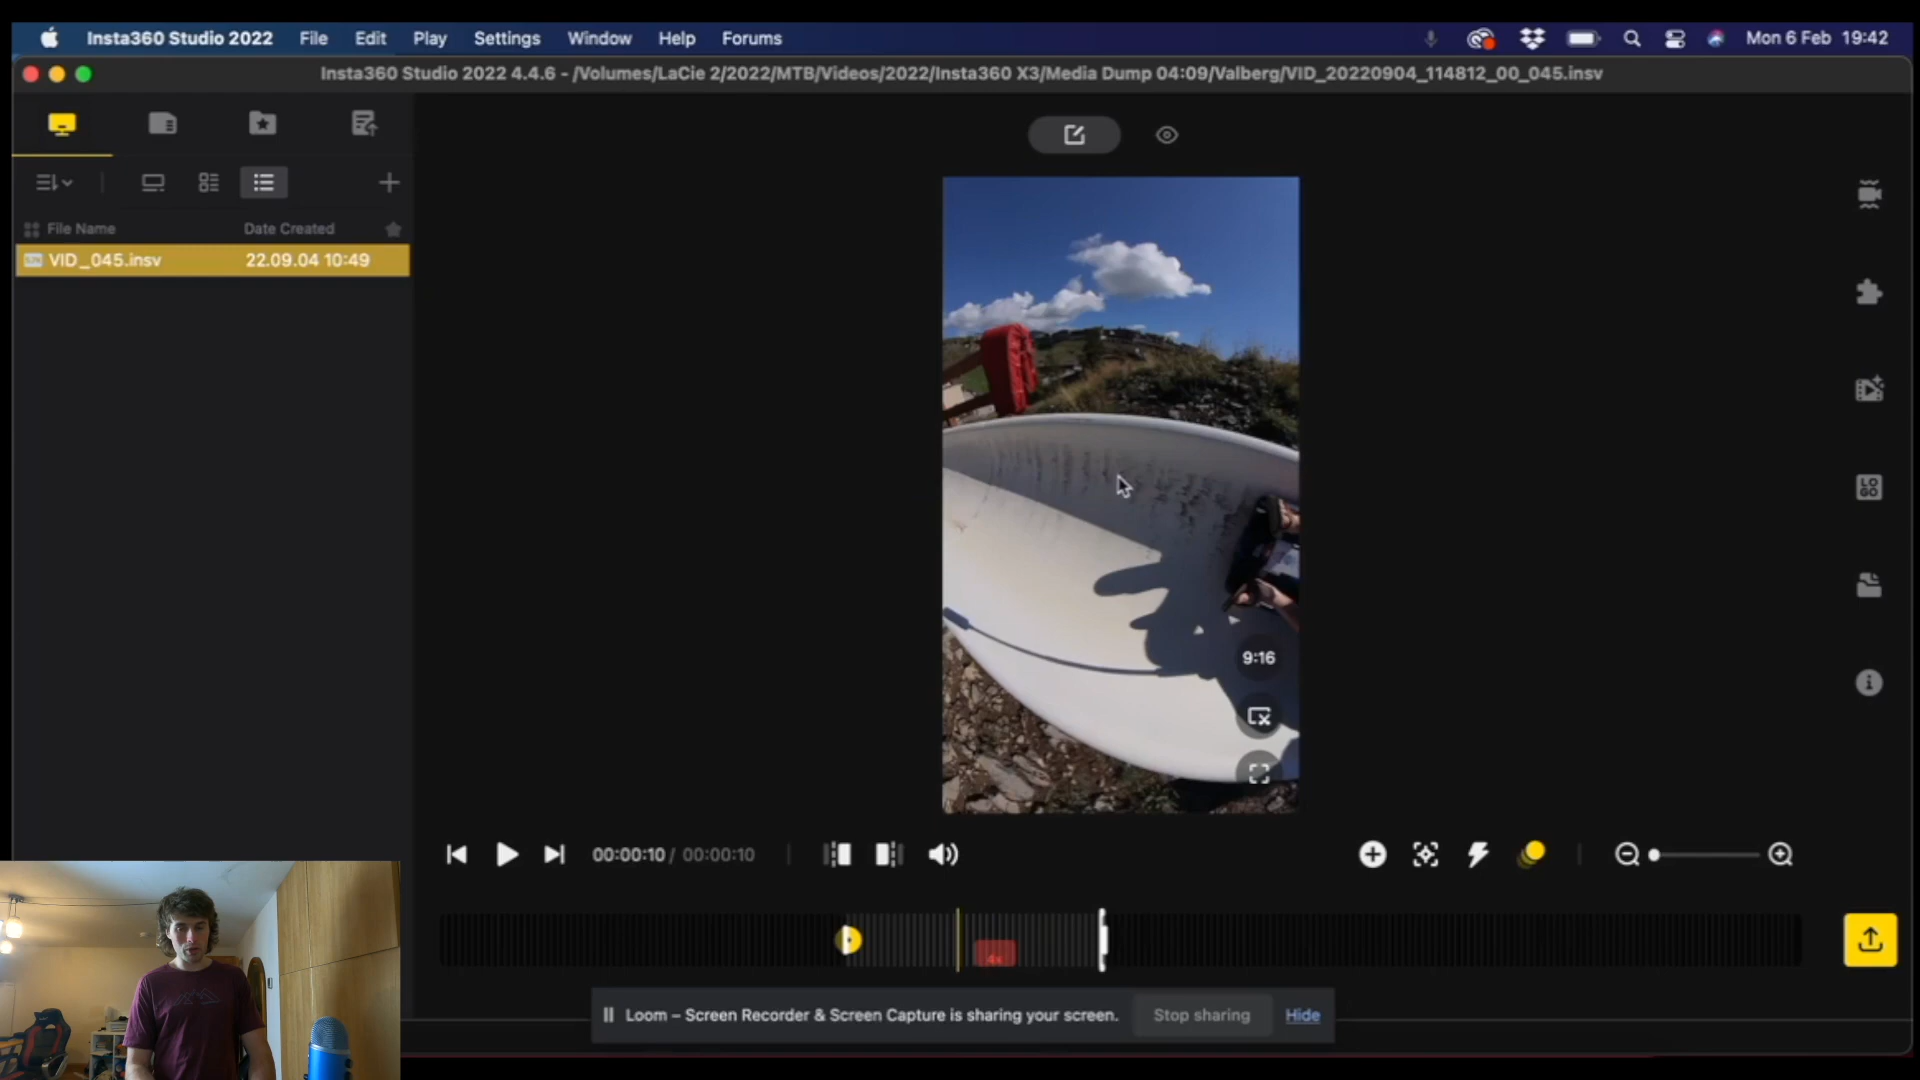 Insta360 Studio 2022 File Edit Play Settings Window Help Forums Mon 6 Feb 19:42
Insta360 Studio 2022 4.4.6 - /Volumes/LaCie 2/2022/MTB/Videos/2022/Insta360 X3/Media Dump 04:09/Valberg/VID_20220904_114812_00_045.insv
File Name Date Created
VID_045.insv 22.09.04 10:49
LOGO
9:16
00:00:10 / 00:00:10
4x
Loom – Screen Recorder & Screen Capture is sharing your screen. Stop sharing Hide